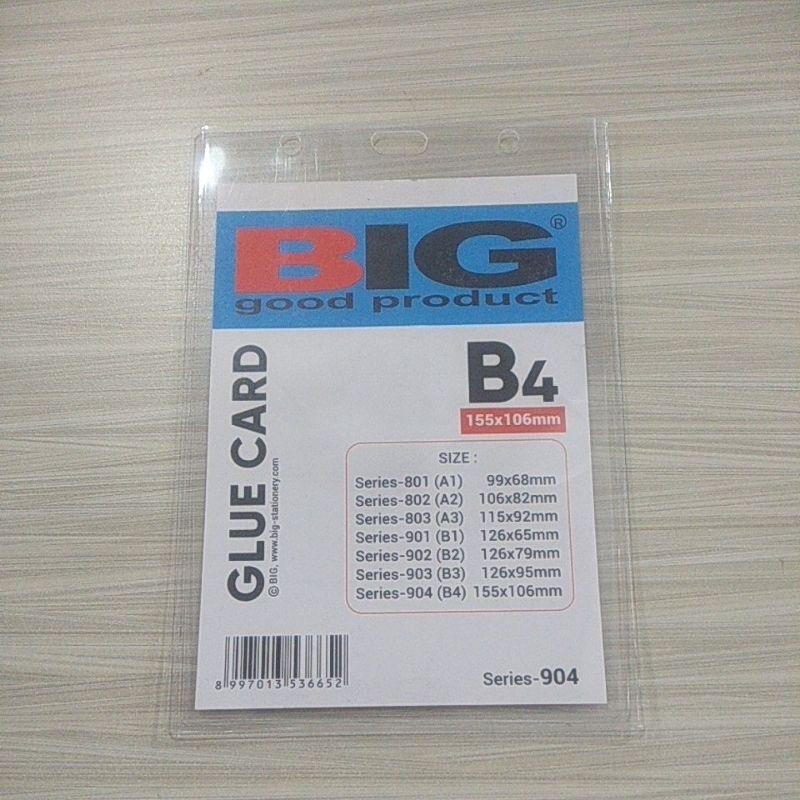 BIG®
good product
GLUE CARD
© BIG, www.big-stationery.com
B4
155x106mm
SIZE :
Series-801 (A1) 99x68mm
Series-802 (A2) 106x82mm
Series-803 (A3) 115x92mm
Series-901 (B1) 126x65mm
Series-902 (B2) 126x79mm
Series-903 (B3) 126x95mm
Series-904 (B4) 155x106mm
8 997013 536652
Series-904